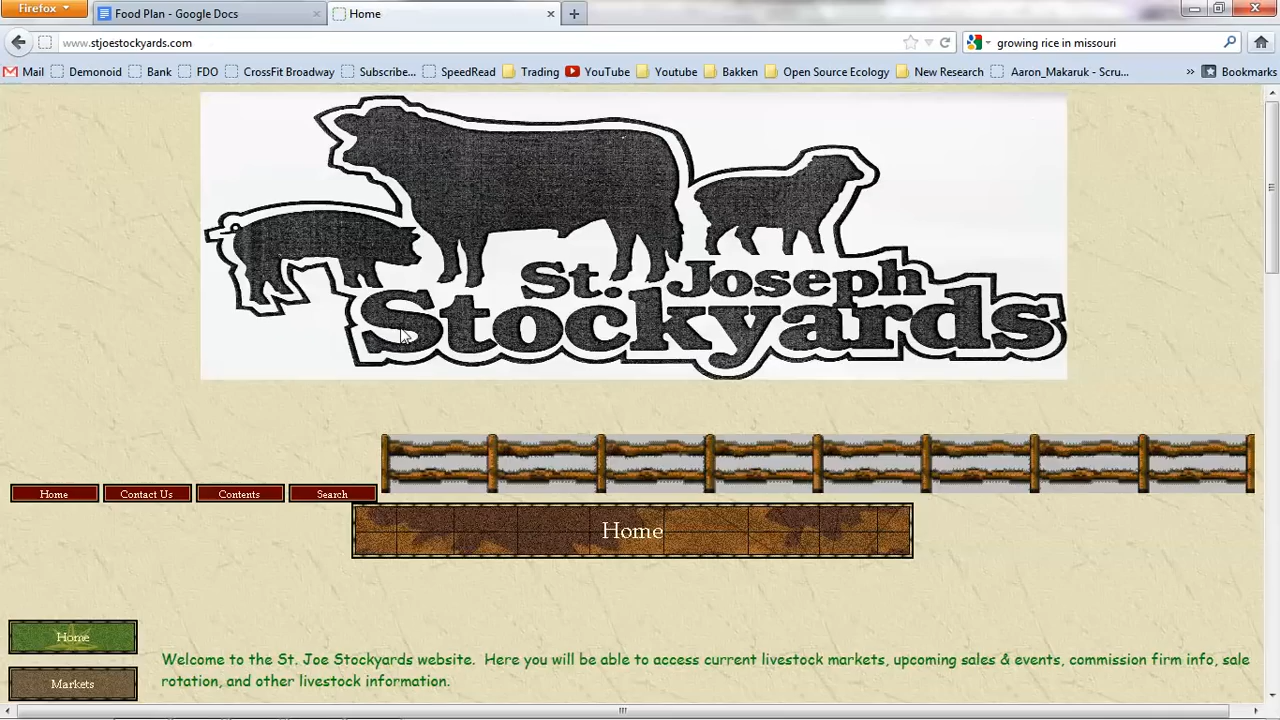 Firefox
Food Plan - Google Docs
Home
www.stjoestockyards.com
growing rice in missouri
Mail
Demonoid
Bank
FDO
CrossFit Broadway
Subscribe...
SpeedRead
Trading
YouTube
Youtube
Bakken
Open Source Ecology
New Research
Aaron_Makaruk - Scru...
»
Bookmarks
St. Joseph
Stockyards
Home
Contact Us
Contents
Search
Home
Home
Markets
Welcome to the St. Joe Stockyards website. Here you will be able to access current livestock markets, upcoming sales & events, commission firm info, sale
rotation, and other livestock information.